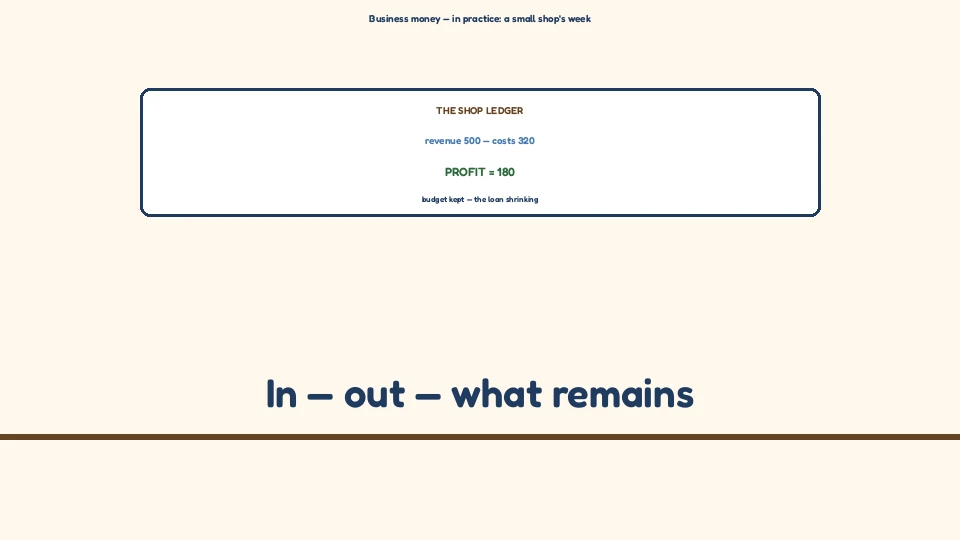 Business money — in practice: a small shop's week
THE SHOP LEDGER
revenue 500 — costs 320
PROFIT = 180
budget kept — the loan shrinking
In — out — what remains